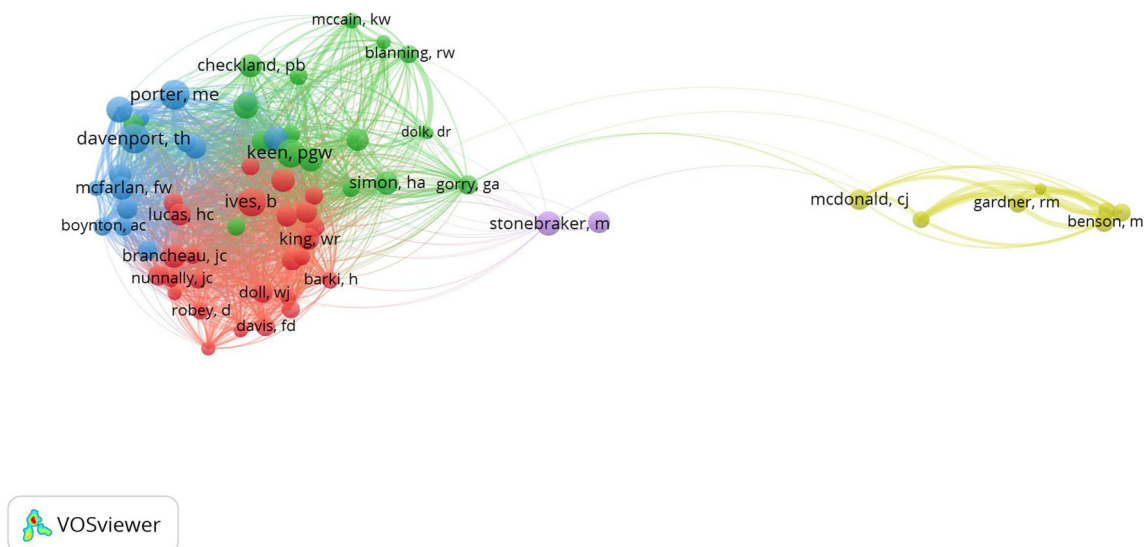 mccain, kw
blanning, rw
checkland, pb
porter, me
dolk, dr
davenport, th
keen, pgw
simon, ha
gorry, ga
mcfarlan, fw
ives, b
mcdonald, cj
gardner, rm
lucas, hc
benson, m
boynton, ac
stonebraker, m
king, wr
brancheau, jc
nunnally, jc
barki, h
doll, wj
robey, d
davis, fd
VOSviewer